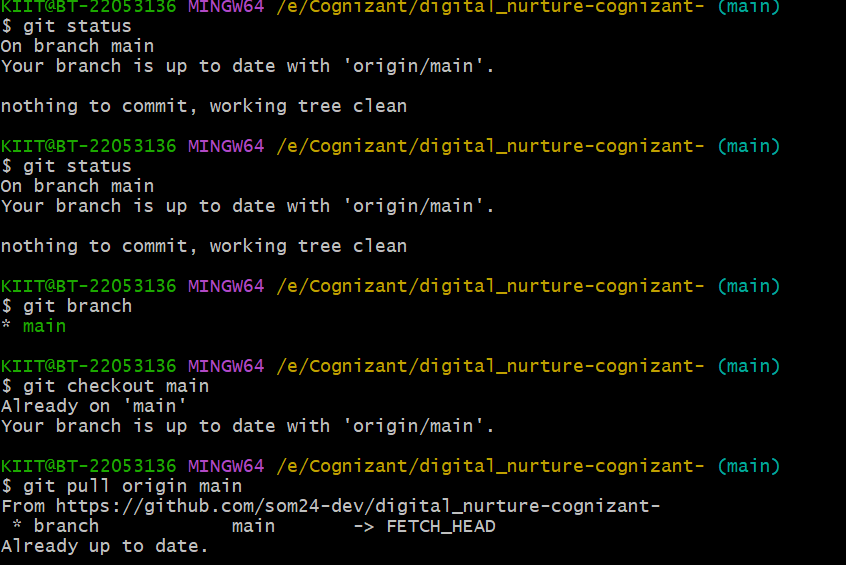 KIIT@BT-22053136 MINGW64 /e/Cognizant/digital_nurture-cognizant- (main)
$ git status
On branch main
Your branch is up to date with 'origin/main'.
nothing to commit, working tree clean
KIIT@BT-22053136 MINGW64 /e/Cognizant/digital_nurture-cognizant- (main)
$ git status
On branch main
Your branch is up to date with 'origin/main'.
nothing to commit, working tree clean
KIIT@BT-22053136 MINGW64 /e/Cognizant/digital_nurture-cognizant- (main)
$ git branch
* main
KIIT@BT-22053136 MINGW64 /e/Cognizant/digital_nurture-cognizant- (main)
$ git checkout main
Already on 'main'
Your branch is up to date with 'origin/main'.
KIIT@BT-22053136 MINGW64 /e/Cognizant/digital_nurture-cognizant- (main)
$ git pull origin main
From https://github.com/som24-dev/digital_nurture-cognizant-
 * branch            main       -> FETCH_HEAD
Already up to date.